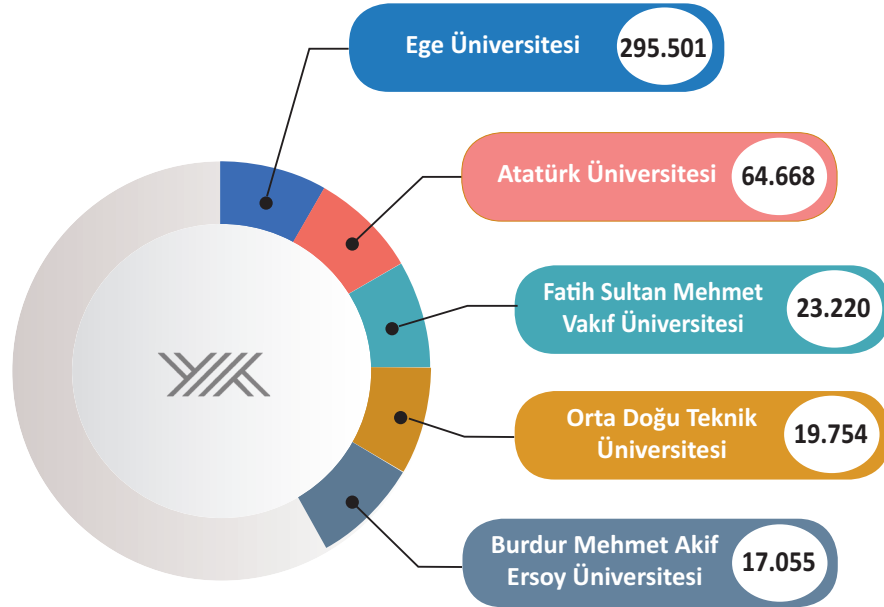 Ege Üniversitesi
295.501
Atatürk Üniversitesi
64.668
Fatih Sultan Mehmet
Vakıf Üniversitesi
23.220
Orta Doğu Teknik
Üniversitesi
19.754
Burdur Mehmet Akif
Ersoy Üniversitesi
17.055